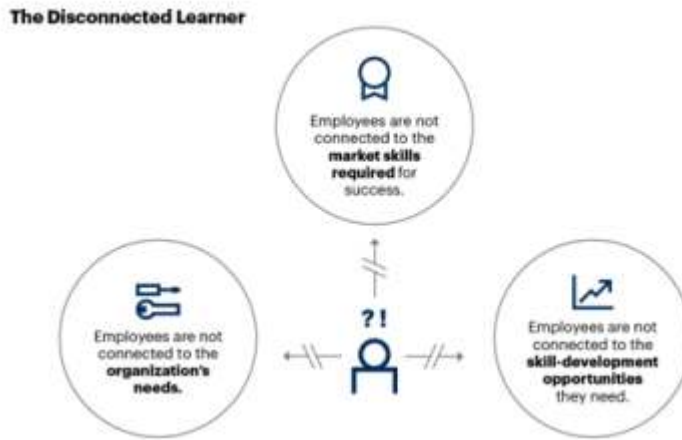 The Disconnected Learner
Employees are not
connected to the
market skills
required for
success.
?!
Employees are not
connected to the
organization's
needs.
Employees are not
connected to the
skill-development
opportunities
they need.